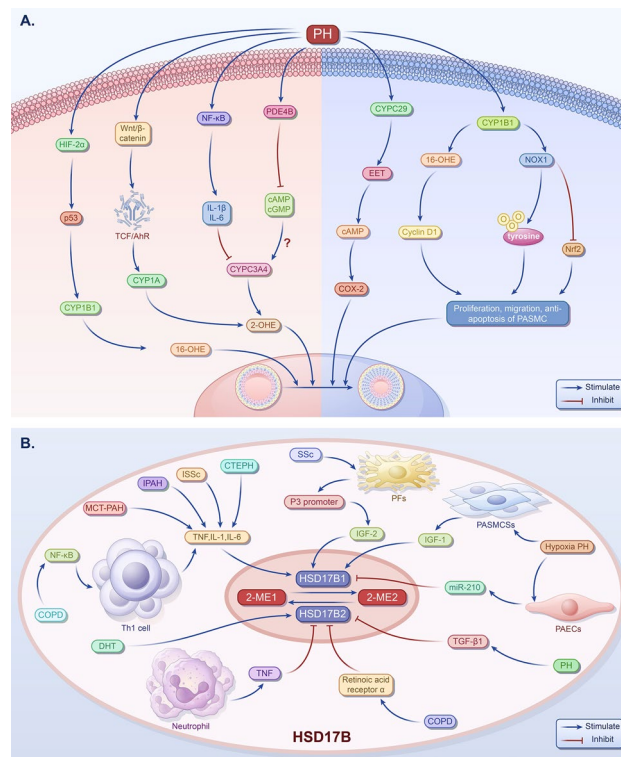 A.
PH
HIF-2α
Wnt/β-
catenin
NF-κB
PDE4B
CYPC29
CYP1B1
16-OHE
NOX1
EET
p53
TCF/AhR
IL-1β
IL-6
cAMP
cGMP
?
cAMP
Cyclin D1
tyrosine
Nrf2
CYP1A
CYPC3A4
COX-2
CYP1B1
2-OHE
Proliferation, migration, anti-
apoptosis of PASMC
16-OHE
Stimulate
Inhibit
B.
SSc
CTEPH
ISSc
IPAH
MCT-PAH
P3 promoter
PFs
PASMCSs
TNF,IL-1,IL-6
IGF-2
IGF-1
Hypoxia PH
NF-κB
HSD17B1
miR-210
2-ME1
2-ME2
COPD
Th1 cell
HSD17B2
PAECs
DHT
TGF-β1
PH
TNF
Retinoic acid
receptor α
Neutrophil
COPD
HSD17B
Stimulate
Inhibit